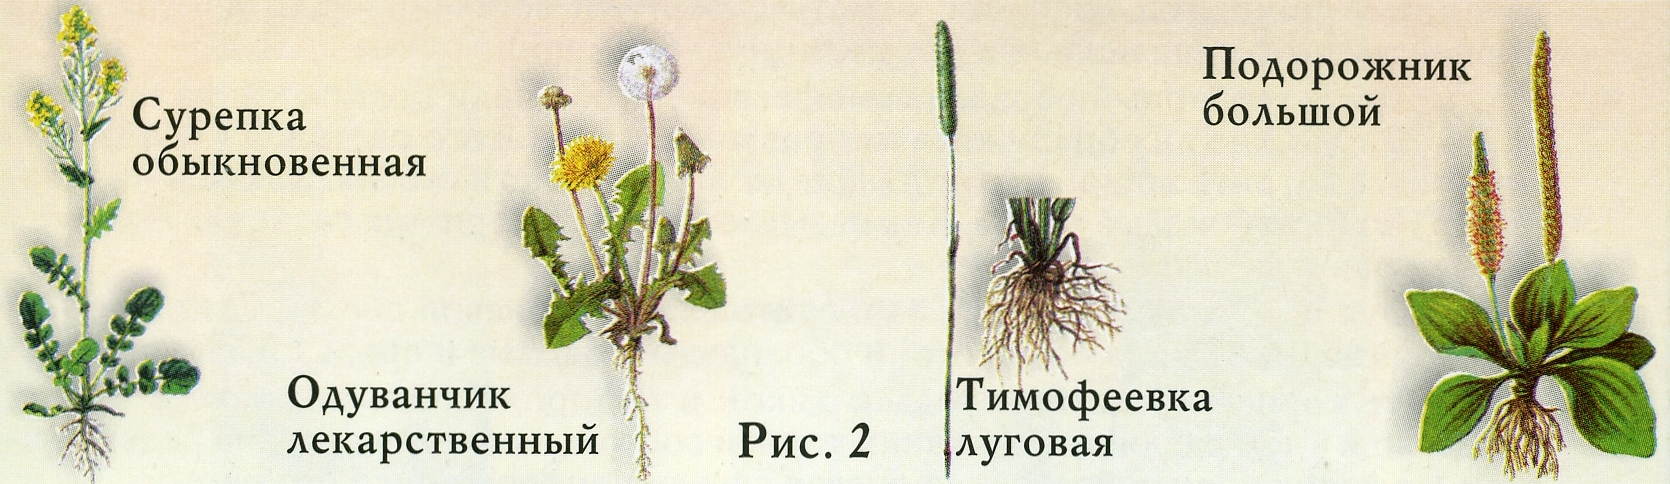 Сурепка
обыкновенная
Одуванчик
лекарственный
Рис. 2
Тимофеевка
луговая
Подорожник
большой